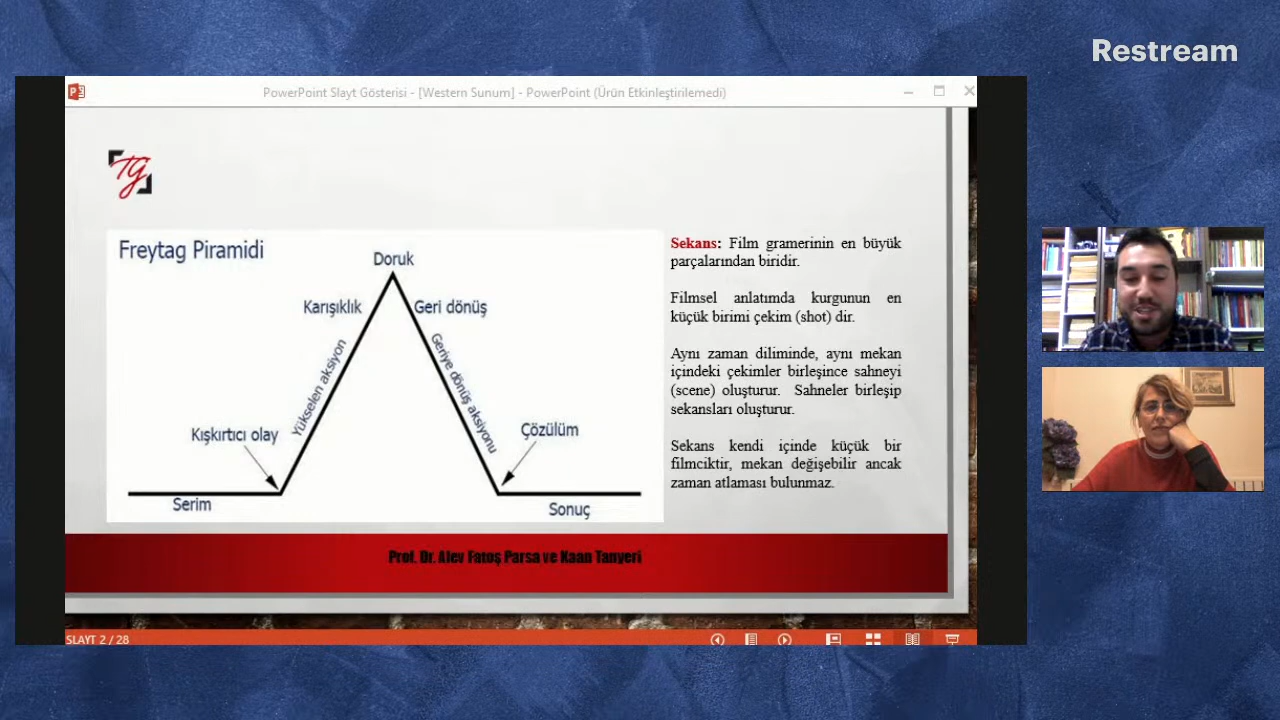 Restream
PowerPoint Slayt Gösterisi - [Western Sunum] - PowerPoint (Ürün Etkinleştirilemedi)
TG
Freytag Piramidi
Doruk
Karışıklık
Geri dönüş
Yükselen aksiyon
Geriye dönüş aksiyonu
Kışkırtıcı olay
Çözülüm
Serim
Sonuç
Sekans: Film gramerinin en büyük
parçalarından biridir.
Filmsel anlatımda kurgunun en
küçük birimi çekim (shot) dir.
Aynı zaman diliminde, aynı mekan
içindeki çekimler birleşince sahneyi
(scene) oluşturur. Sahneler birleşip
sekansları oluşturur.
Sekans kendi içinde küçük bir
filmciktir, mekan değişebilir ancak
zaman atlaması bulunmaz.
Prof. Dr. Alev Fatoş Parsa ve Kaan Tanyeri
SLAYT 2 / 28